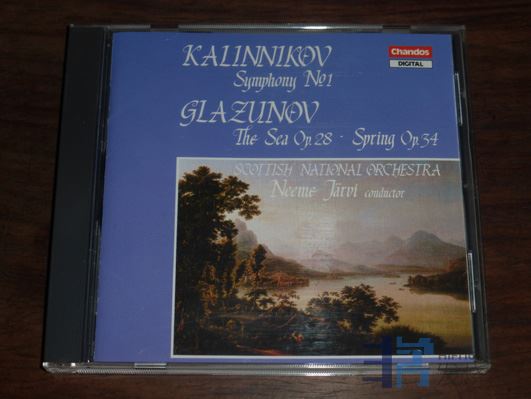 KALINNIKOV
Symphony No1
Chandos
DIGITAL
GLAZUNOV
The Sea Op.28 · Spring Op.34
SCOTTISH NATIONAL ORCHESTRA
Neeme Järvi conductor